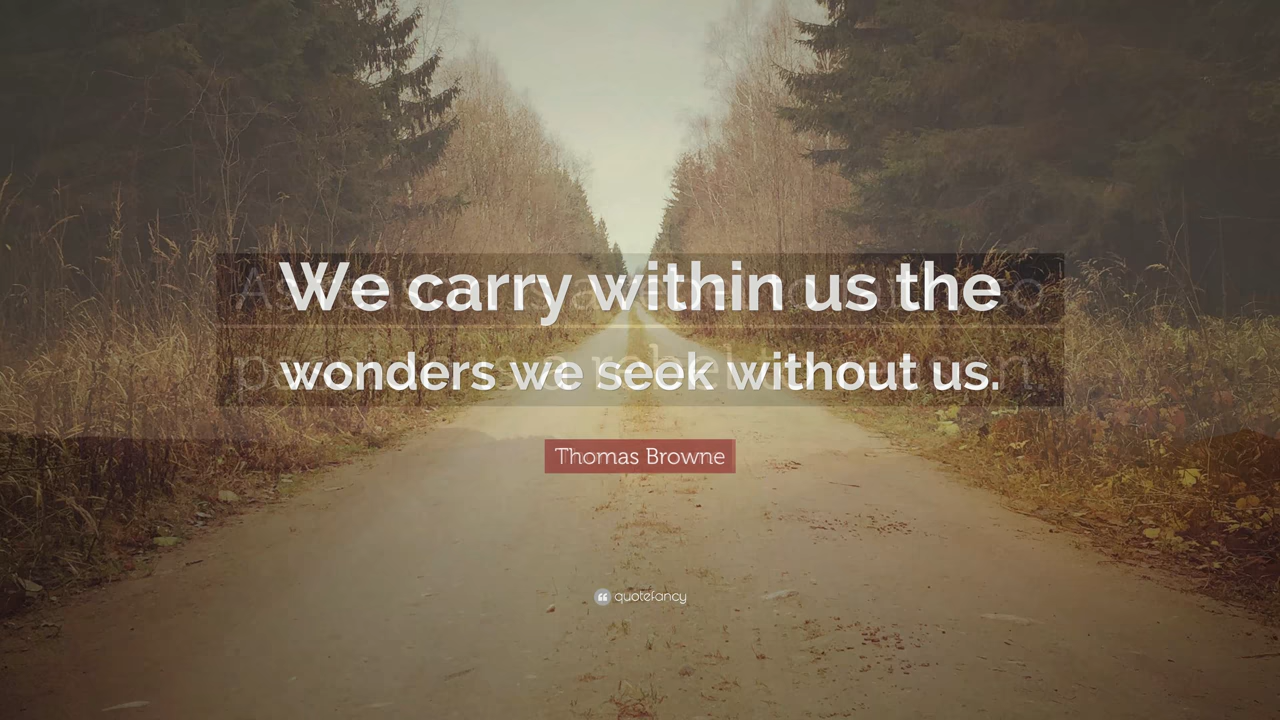 We carry within us the
wonders we seek without us.
Thomas Browne
quotefancy